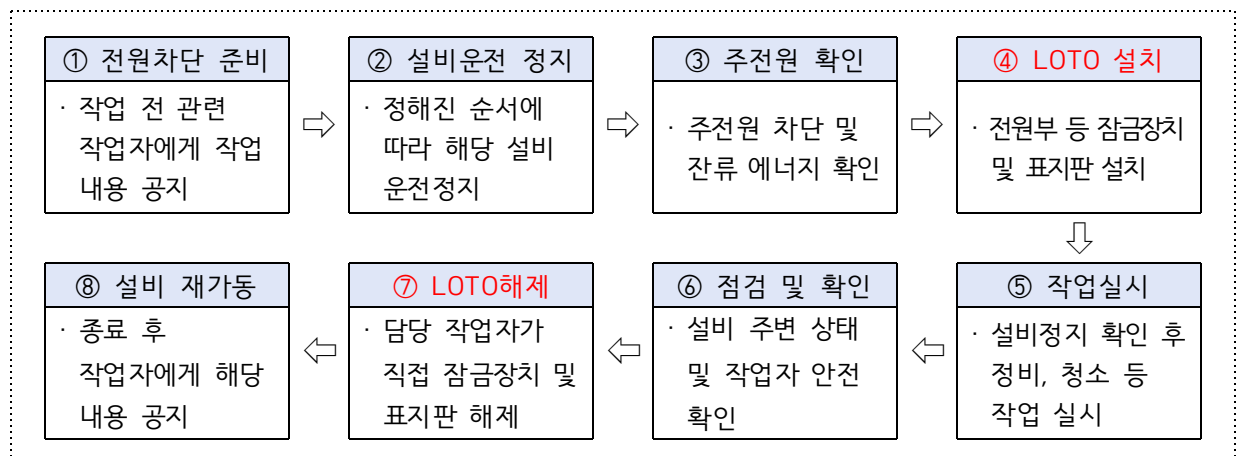 ① 전원차단 준비
· 작업 전 관련
작업자에게 작업
내용 공지
② 설비운전 정지
· 정해진 순서에
따라 해당 설비
운전정지
③ 주전원 확인
· 주전원 차단 및
잔류 에너지 확인
④ LOTO 설치
· 전원부 등 잠금장치
및 표지판 설치
⑤ 작업실시
· 설비정지 확인 후
정비, 청소 등
작업 실시
⑥ 점검 및 확인
· 설비 주변 상태
및 작업자 안전
확인
⑦ LOTO해제
· 담당 작업자가
직접 잠금장치 및
표지판 해제
⑧ 설비 재가동
· 종료 후
작업자에게 해당
내용 공지